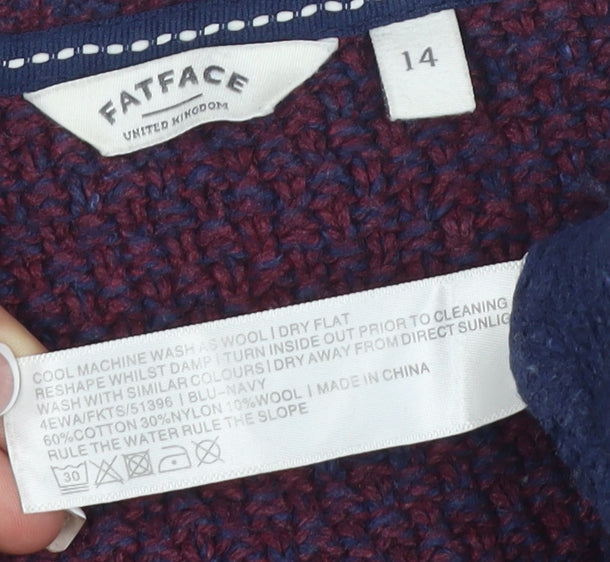 FATFACE
UNITED KINGDOM
14
COOL MACHINE WASH AS WOOL | DRY FLAT
RESHAPE WHILST DAMP | TURN INSIDE OUT PRIOR TO CLEANING
WASH WITH SIMILAR COLOURS | DRY AWAY FROM DIRECT SUNLIG
4EWA/FKTS/51396 | BLU-NAVY
60%COTTON 30%NYLON 10%WOOL | MADE IN CHINA
RULE THE WATER RULE THE SLOPE
30